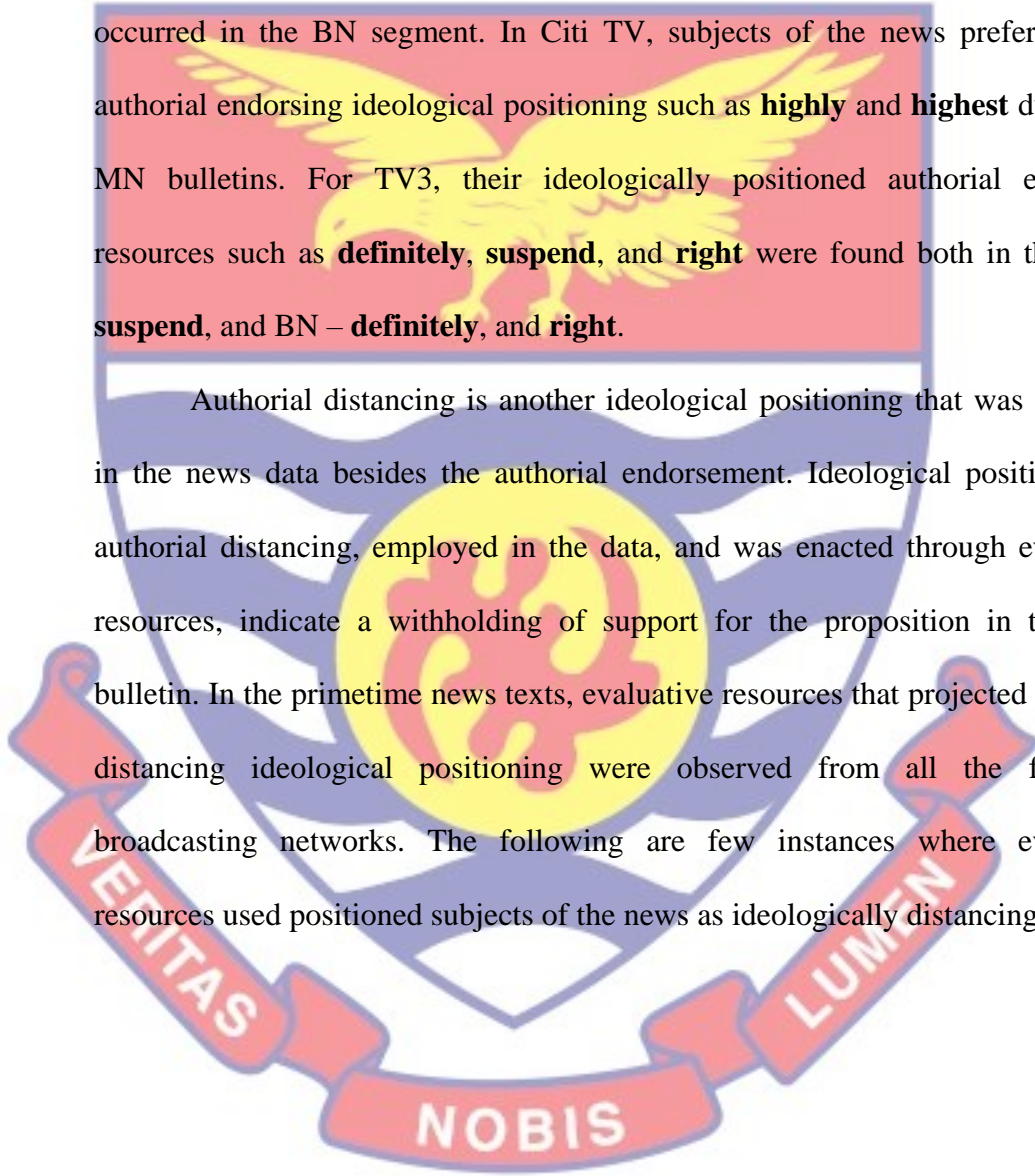 occurred in the BN segment. In Citi TV, subjects of the news prefer
authorial endorsing ideological positioning such as highly and highest d
MN bulletins. For TV3, their ideologically positioned authorial e
resources such as definitely, suspend, and right were found both in th
suspend, and BN – definitely, and right.
Authorial distancing is another ideological positioning that was
in the news data besides the authorial endorsement. Ideological positi
authorial distancing, employed in the data, and was enacted through e
resources, indicate a withholding of support for the proposition in t
bulletin. In the primetime news texts, evaluative resources that projected
distancing ideological positioning were observed from all the f
broadcasting networks. The following are few instances where e
resources used positioned subjects of the news as ideologically distancing
VERITAS
NOBIS
LUMEN